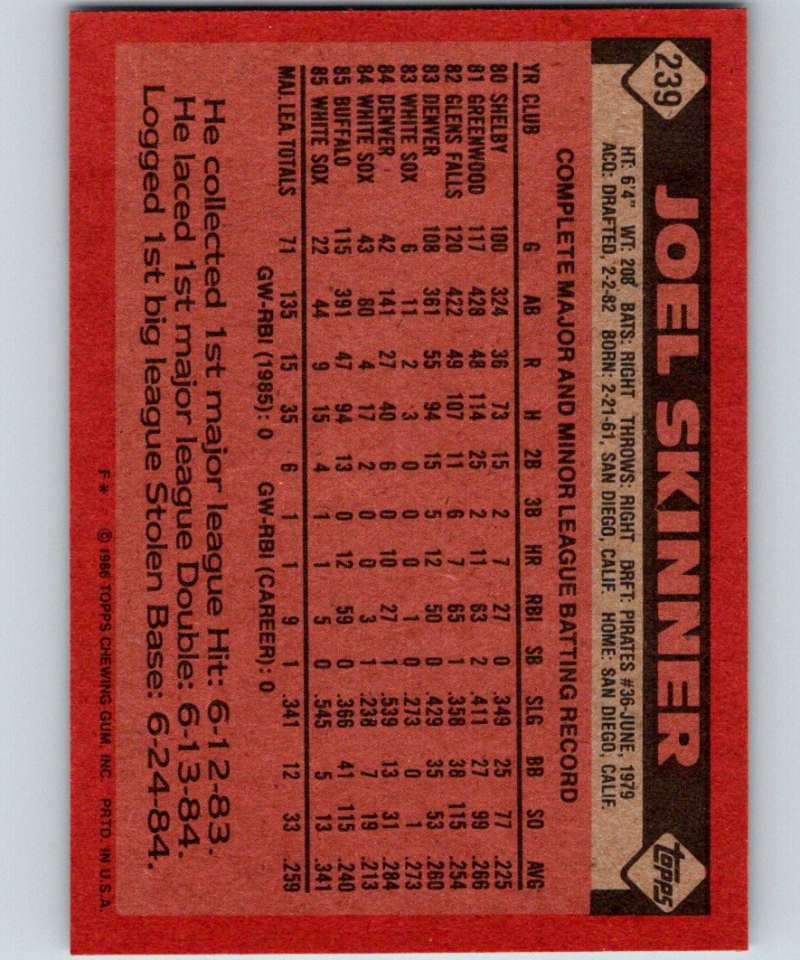 239 JOEL SKINNER topps
HT: 6'4" WT: 208 BATS: RIGHT THROWS: RIGHT DRFT: PIRATES #36-JUNE, 1979
ACQ: DRAFTED, 2-2-82 BORN: 2-21-61, SAN DIEGO, CALIF. HOME: SAN DIEGO, CALIF.
COMPLETE MAJOR AND MINOR LEAGUE BATTING RECORD
YR CLUB G AB R H 2B 3B HR RBI SB SLG BB SO AVG
80 SHELBY 100 324 36 73 15 2 7 27 0 .349 25 77 .225
81 GREENWOOD 117 428 48 114 25 2 11 63 2 .411 27 99 .266
82 GLENS FALLS 120 422 49 107 11 6 7 65 1 .358 38 115 .254
83 DENVER 108 361 55 94 15 5 12 50 0 .429 35 53 .260
83 WHITE SOX 6 11 2 3 0 0 0 1 0 .273 0 1 .273
84 DENVER 42 141 27 40 6 0 10 27 1 .539 13 31 .284
84 WHITE SOX 43 80 4 17 2 0 0 3 1 .238 7 19 .213
85 BUFFALO 115 391 47 94 13 0 12 59 0 .366 41 115 .240
85 WHITE SOX 22 44 9 15 4 1 1 5 0 .545 5 13 .341
MAJ. LEA. TOTALS 71 135 15 35 6 1 1 9 1 .341 12 33 .259
GW-RBI (1985): 0 GW-RBI (CAREER): 0
He collected 1st major league Hit: 6-12-83.
He laced 1st major league Double: 6-13-84.
Logged 1st big league Stolen Base: 6-24-84.
F* © 1986 TOPPS CHEWING GUM, INC. PRTD. IN U.S.A.